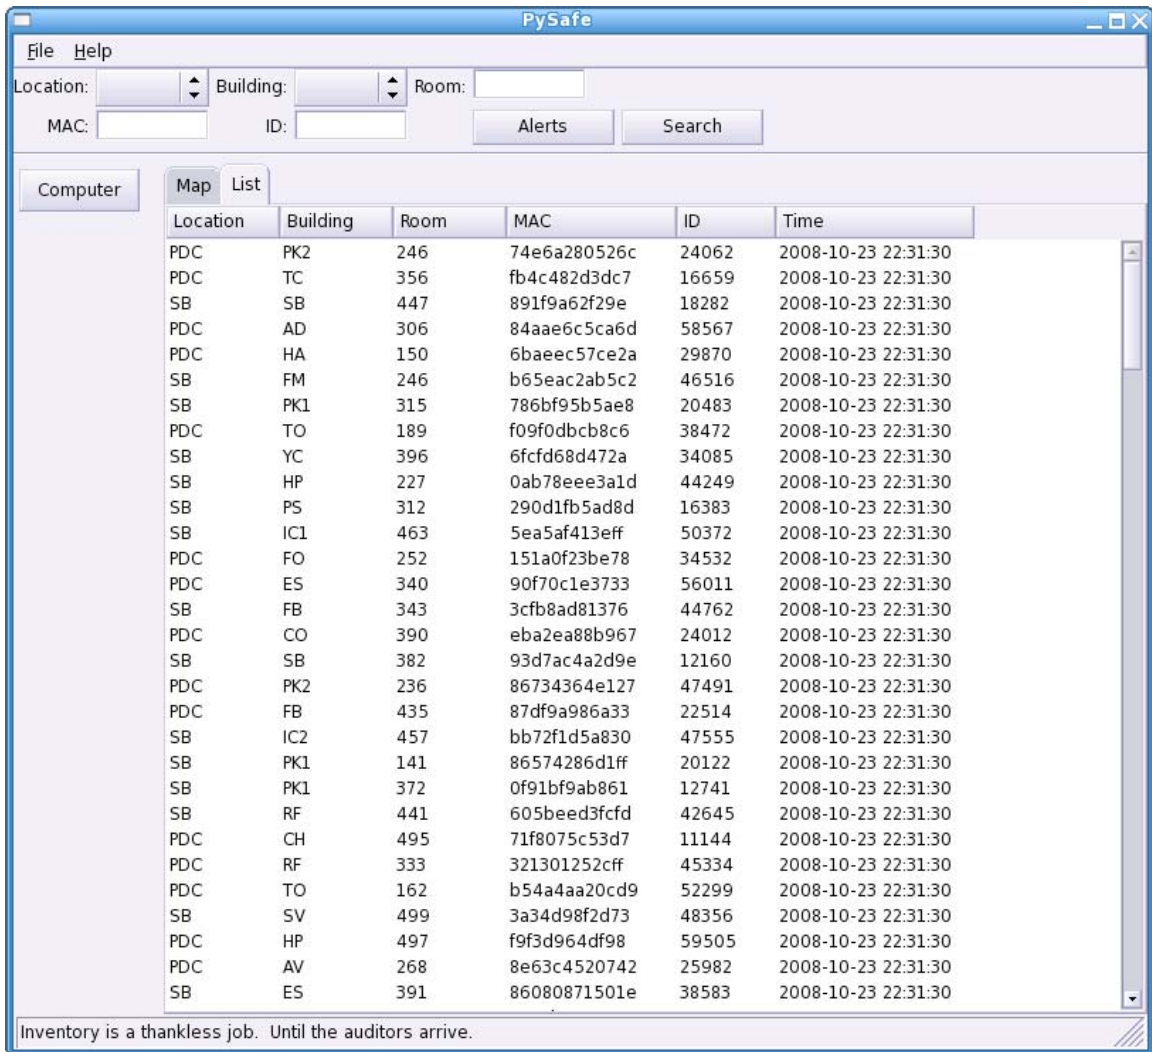 PySafe
File Help
Location: Building: Room:
MAC: ID: Alerts Search
Computer Map List
Location Building Room MAC ID Time
PDC PK2 246 74e6a280526c 24062 2008-10-23 22:31:30
PDC TC 356 fb4c482d3dc7 16659 2008-10-23 22:31:30
SB SB 447 891f9a62f29e 18282 2008-10-23 22:31:30
PDC AD 306 84aae6c5ca6d 58567 2008-10-23 22:31:30
PDC HA 150 6baeec57ce2a 29870 2008-10-23 22:31:30
SB FM 246 b65eac2ab5c2 46516 2008-10-23 22:31:30
SB PK1 315 786bf95b5ae8 20483 2008-10-23 22:31:30
PDC TO 189 f09f0dbcb8c6 38472 2008-10-23 22:31:30
SB YC 396 6fcfd68d472a 34085 2008-10-23 22:31:30
SB HP 227 0ab78eee3a1d 44249 2008-10-23 22:31:30
SB PS 312 290d1fb5ad8d 16383 2008-10-23 22:31:30
SB IC1 463 5ea5af413eff 50372 2008-10-23 22:31:30
PDC FO 252 151a0f23be78 34532 2008-10-23 22:31:30
PDC ES 340 90f70c1e3733 56011 2008-10-23 22:31:30
SB FB 343 3cfb8ad81376 44762 2008-10-23 22:31:30
PDC CO 390 eba2ea88b967 24012 2008-10-23 22:31:30
SB SB 382 93d7ac4a2d9e 12160 2008-10-23 22:31:30
PDC PK2 236 86734364e127 47491 2008-10-23 22:31:30
PDC FB 435 87df9a986a33 22514 2008-10-23 22:31:30
SB IC2 457 bb72f1d5a830 47555 2008-10-23 22:31:30
SB PK1 141 86574286d1ff 20122 2008-10-23 22:31:30
SB PK1 372 0f91bf9ab861 12741 2008-10-23 22:31:30
SB RF 441 605beed3fcfd 42645 2008-10-23 22:31:30
PDC CH 495 71f8075c53d7 11144 2008-10-23 22:31:30
PDC RF 333 321301252cff 45334 2008-10-23 22:31:30
PDC TO 162 b54a4aa20cd9 52299 2008-10-23 22:31:30
SB SV 499 3a34d98f2d73 48356 2008-10-23 22:31:30
PDC HP 497 f9f3d964df98 59505 2008-10-23 22:31:30
PDC AV 268 8e63c4520742 25982 2008-10-23 22:31:30
SB ES 391 86080871501e 38583 2008-10-23 22:31:30
Inventory is a thankless job. Until the auditors arrive.